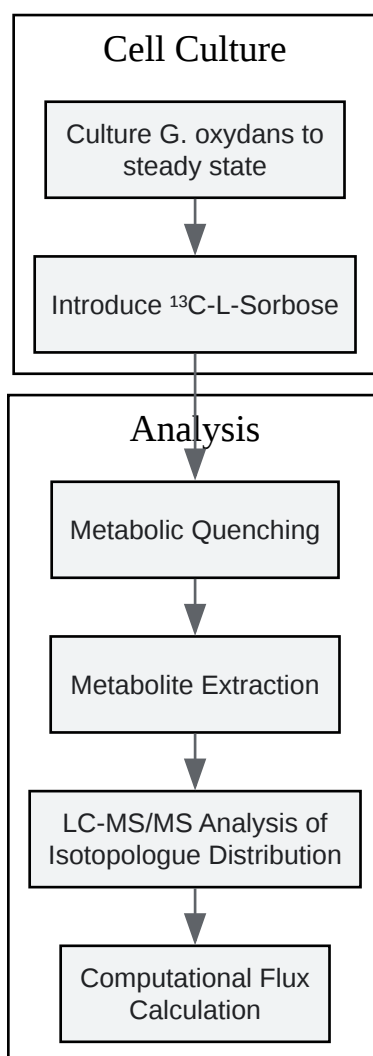 Cell Culture
Culture G. oxydans to
steady state
Introduce ¹³C-L-Sorbose
Analysis
Metabolic Quenching
Metabolite Extraction
LC-MS/MS Analysis of
Isotopologue Distribution
Computational Flux
Calculation